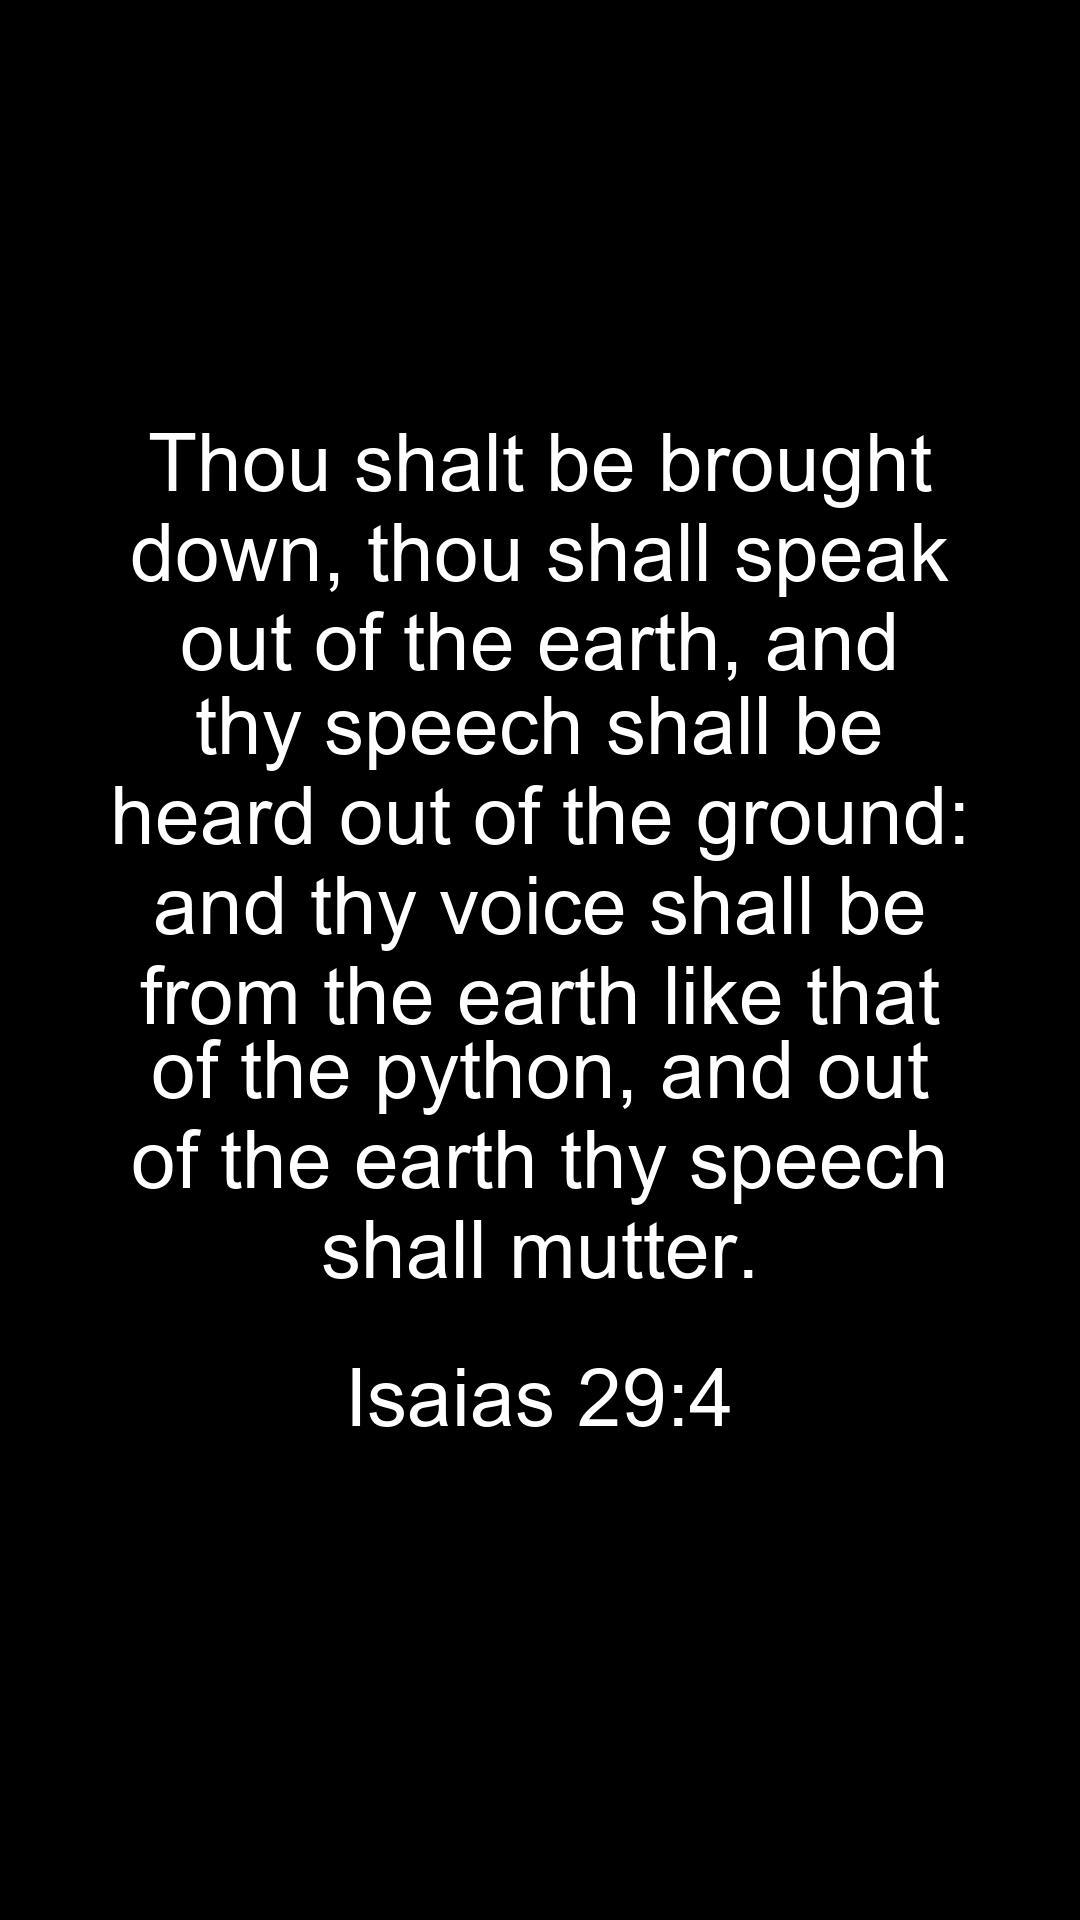 Thou shalt be brought
down, thou shall speak
out of the earth, and
thy speech shall be
heard out of the ground:
and thy voice shall be
from the earth like that
of the python, and out
of the earth thy speech
shall mutter.
Isaias 29:4